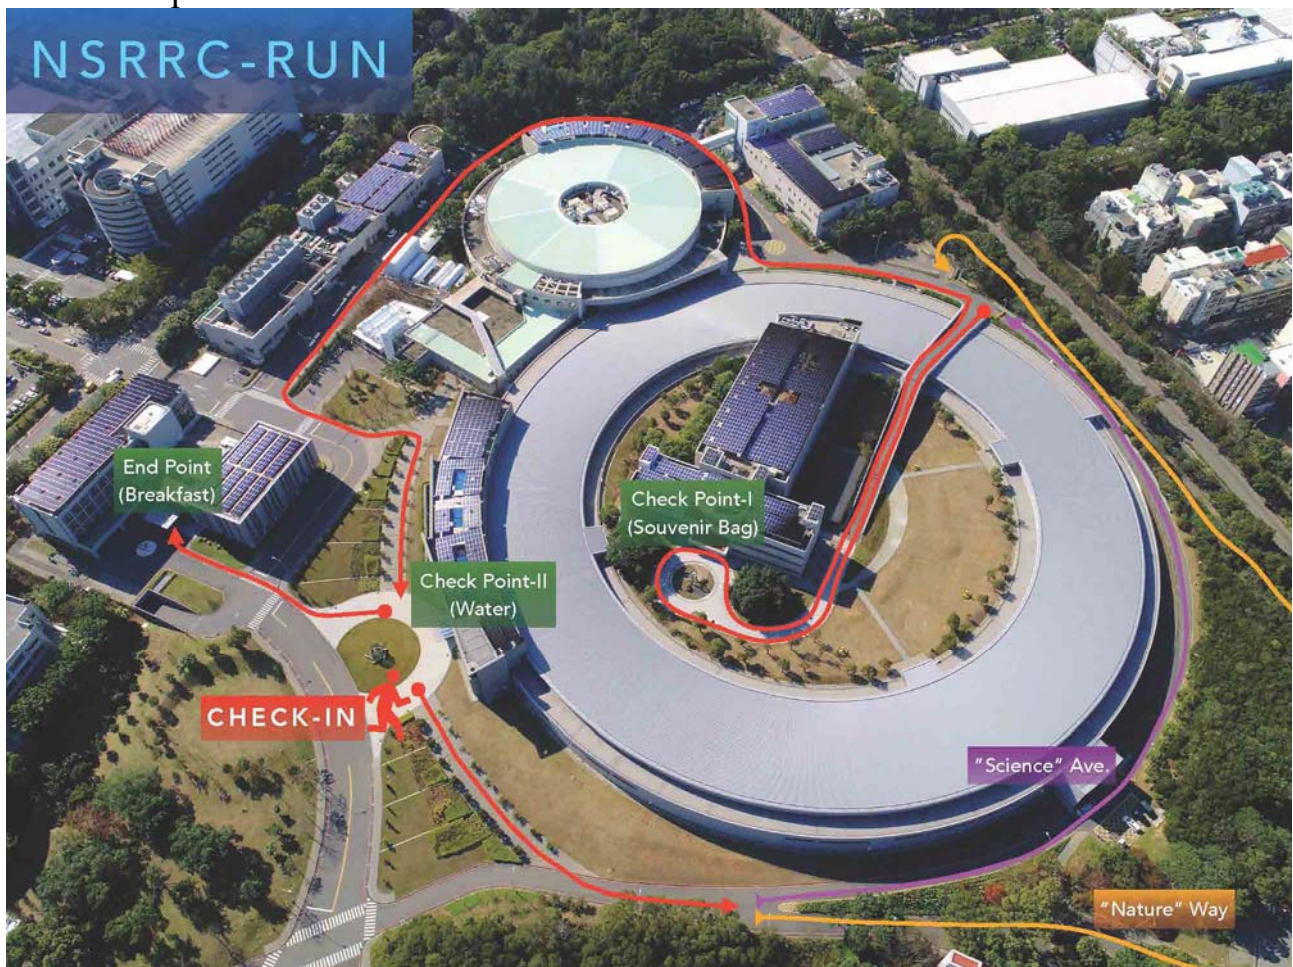 NSRRC-RUN
End Point
(Breakfast)
Check Point-I
(Souvenir Bag)
Check Point-II
(Water)
CHECK-IN
"Science" Ave.
"Nature" Way